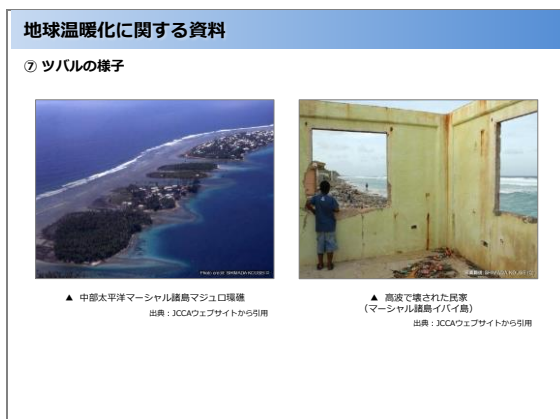 地球温暖化に関する資料
⑦ ツバルの様子
Photo credit SHIMADA KOUSEI ©
▲ 中部太平洋マーシャル諸島マジュロ環礁
出典：JCCAウェブサイトから引用
▲ 高波で壊された民家
（マーシャル諸島イバイ島）
出典：JCCAウェブサイトから引用